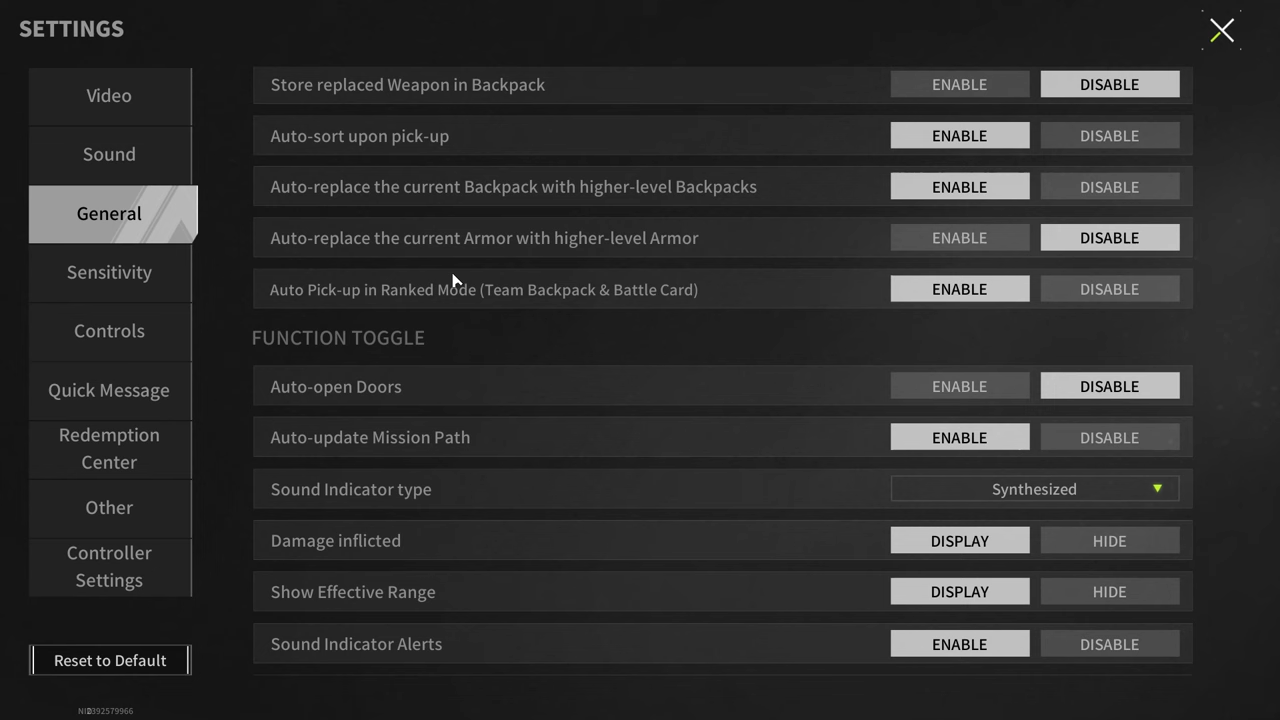 SETTINGS
Video
Sound
General
Sensitivity
Controls
Quick Message
Redemption
Center
Other
Controller
Settings
Reset to Default
Store replaced Weapon in Backpack ENABLE DISABLE
Auto-sort upon pick-up ENABLE DISABLE
Auto-replace the current Backpack with higher-level Backpacks ENABLE DISABLE
Auto-replace the current Armor with higher-level Armor ENABLE DISABLE
Auto Pick-up in Ranked Mode (Team Backpack & Battle Card) ENABLE DISABLE
FUNCTION TOGGLE
Auto-open Doors ENABLE DISABLE
Auto-update Mission Path ENABLE DISABLE
Sound Indicator type Synthesized
Damage inflicted DISPLAY HIDE
Show Effective Range DISPLAY HIDE
Sound Indicator Alerts ENABLE DISABLE